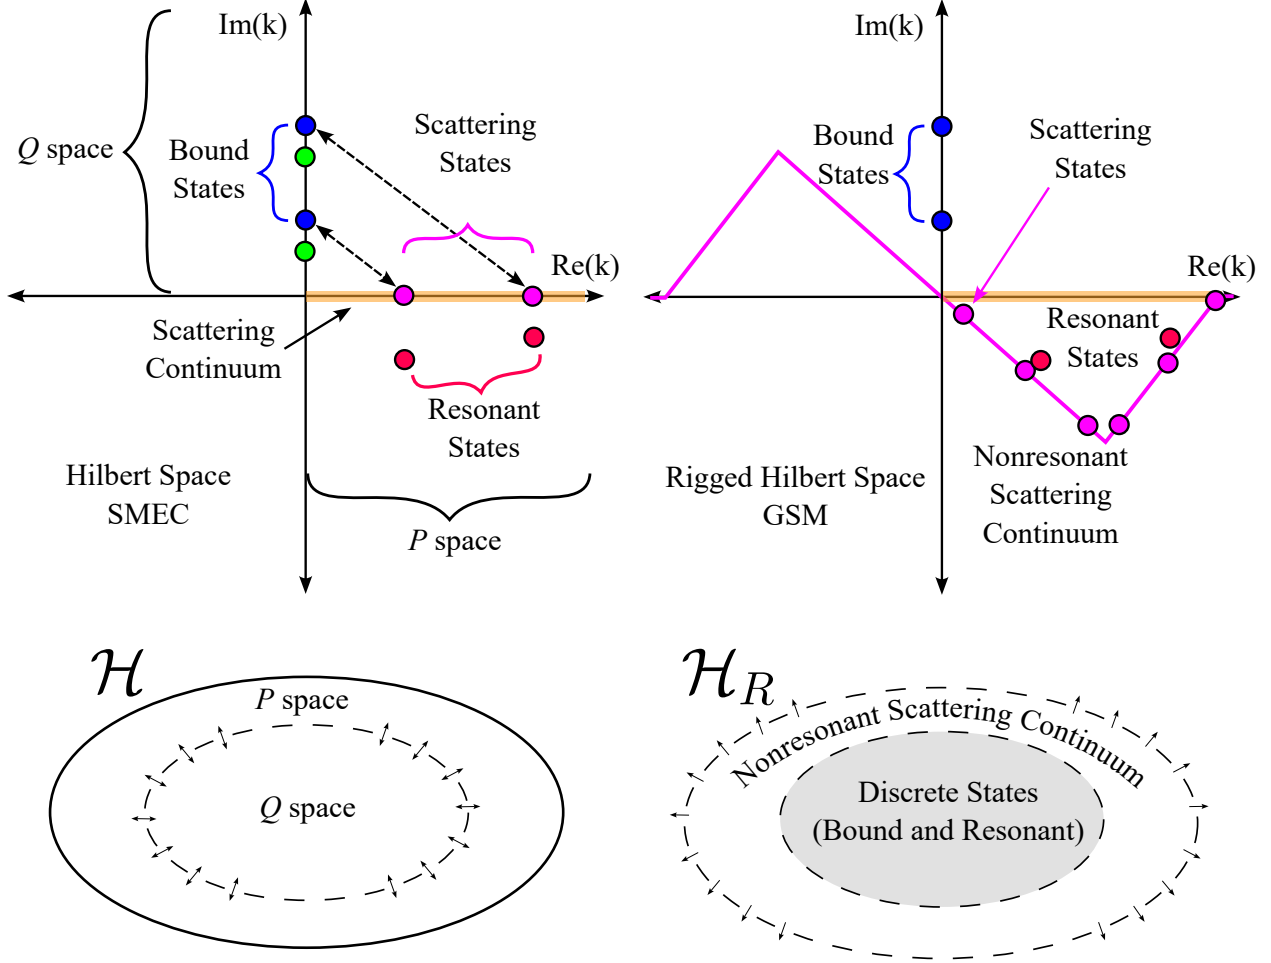 Im(k)
Q space
Bound
States
Scattering
States
Re(k)
Scattering
Continuum
Resonant
States
Hilbert Space
SMEC
P space
Im(k)
Bound
States
Scattering
States
Re(k)
Resonant
States
Nonresonant
Scattering
Continuum
Rigged Hilbert Space
GSM
ℋ
P space
Q space
ℋ_R
Nonresonant Scattering Continuum
Discrete States
(Bound and Resonant)